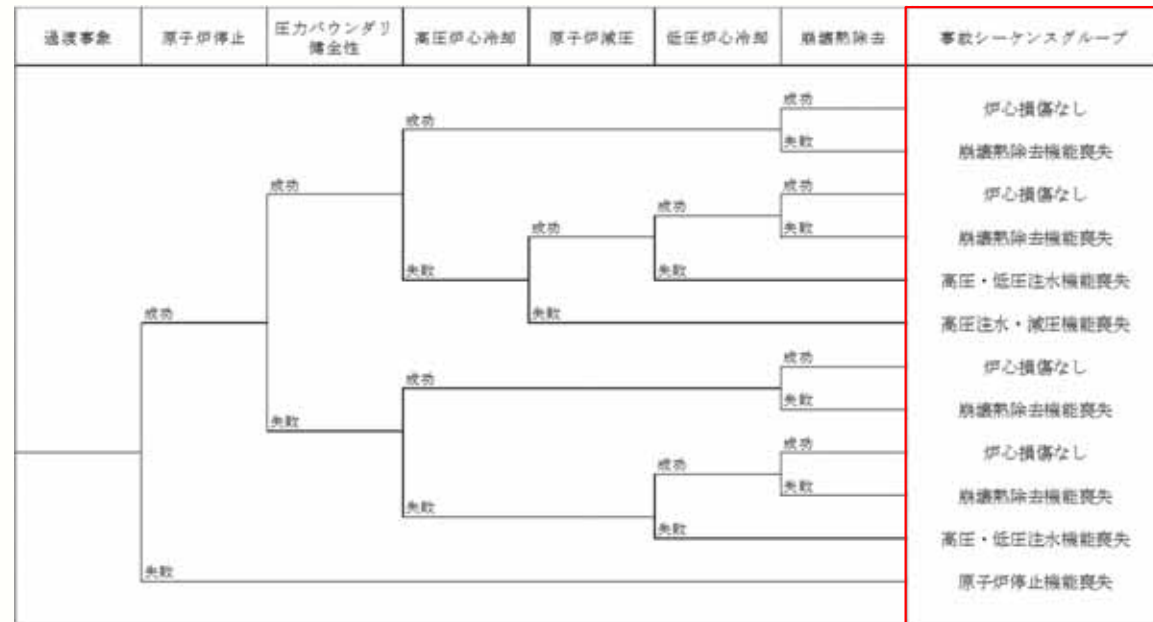 過渡事象 原子炉停止 圧力バウンダリ健全性 高圧炉心冷却 原子炉減圧 低圧炉心冷却 崩壊熱除去 事故シーケンスグループ
成功
炉心損傷なし
成功
失敗
崩壊熱除去機能喪失
成功
成功
炉心損傷なし
成功
成功
失敗
崩壊熱除去機能喪失
失敗
失敗
高圧・低圧注水機能喪失
成功
失敗
高圧注水・減圧機能喪失
成功
炉心損傷なし
成功
失敗
崩壊熱除去機能喪失
失敗
成功
炉心損傷なし
成功
失敗
崩壊熱除去機能喪失
失敗
失敗
高圧・低圧注水機能喪失
失敗
原子炉停止機能喪失